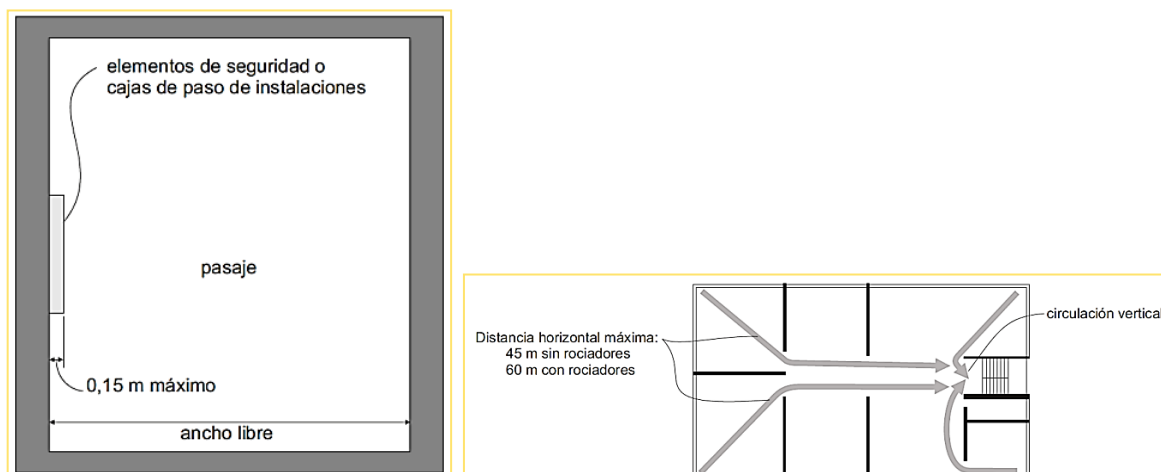 elementos de seguridad o
cajas de paso de instalaciones
pasaje
0,15 m máximo
ancho libre
Distancia horizontal máxima:
45 m sin rociadores
60 m con rociadores
circulación vertical